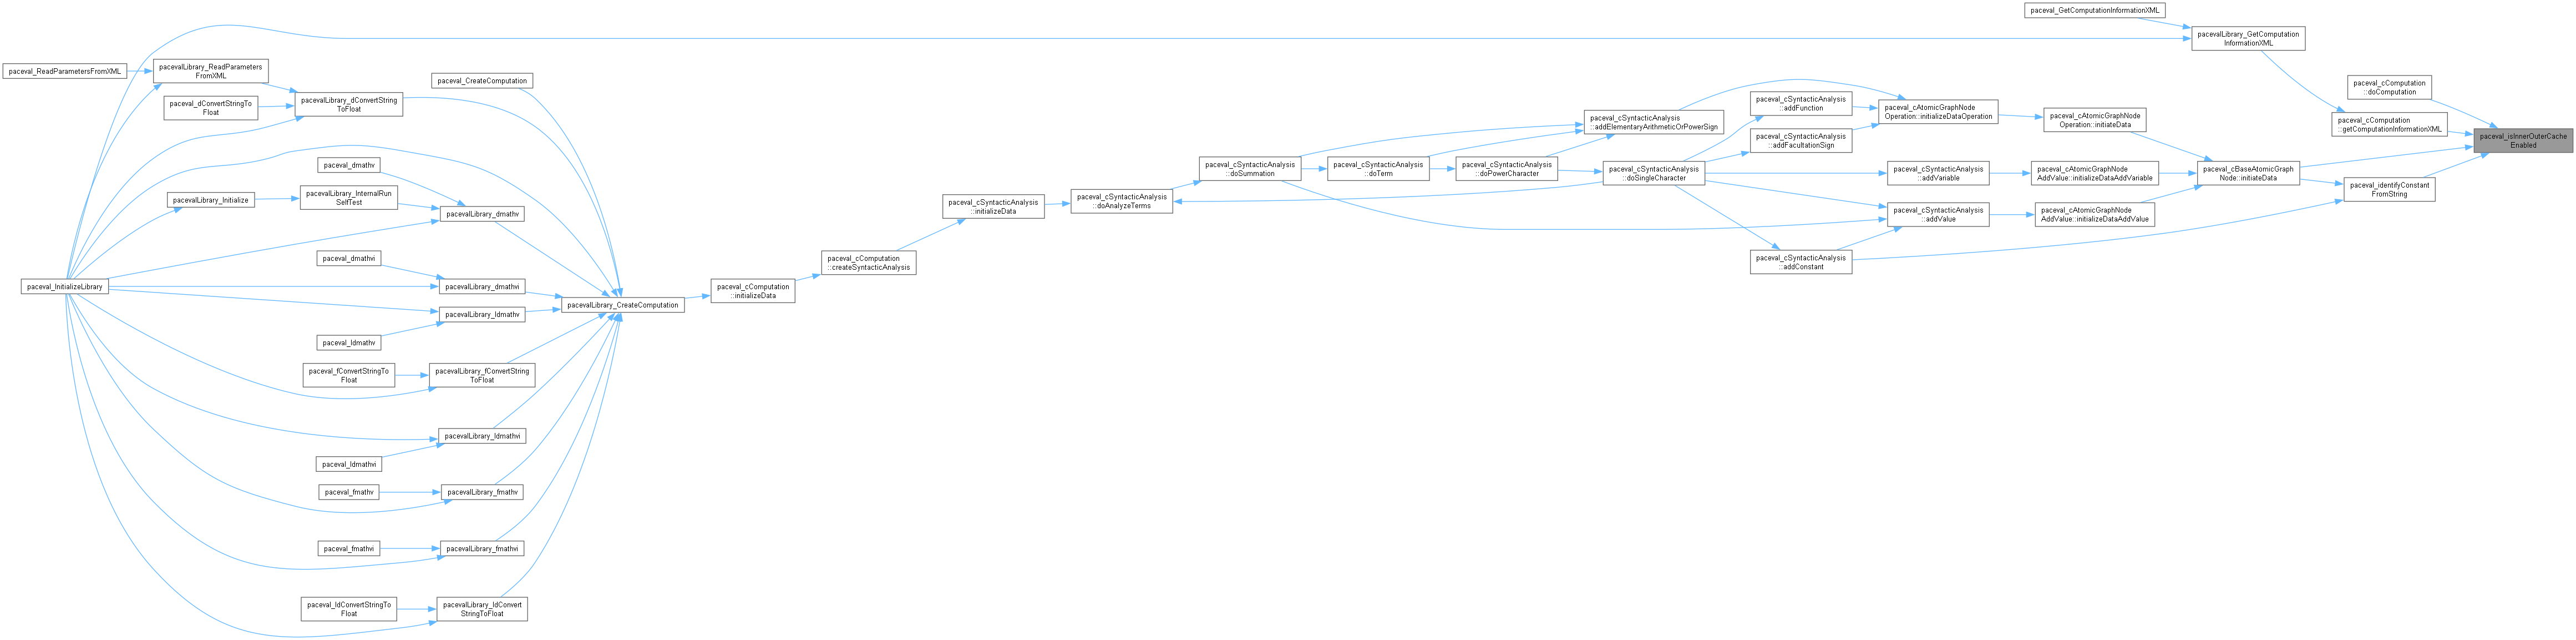 paceval_ReadParametersFromXML
paceval_InitializeLibrary
pacevalLibrary_ReadParameters
FromXML
paceval_dConvertStringTo
Float
pacevalLibrary_Initialize
pacevalLibrary_dConvertString
ToFloat
paceval_dmathv
pacevalLibrary_InternalRun
SelfTest
paceval_dmathvi
paceval_ldmathv
paceval_fConvertStringTo
Float
paceval_ldmathvi
paceval_fmathv
paceval_fmathvi
paceval_ldConvertStringTo
Float
paceval_CreateComputation
pacevalLibrary_dmathv
pacevalLibrary_dmathvi
pacevalLibrary_ldmathv
pacevalLibrary_fConvertString
ToFloat
pacevalLibrary_ldmathvi
pacevalLibrary_fmathv
pacevalLibrary_fmathvi
pacevalLibrary_ldConvert
StringToFloat
pacevalLibrary_CreateComputation
paceval_cComputation
::initializeData
paceval_cComputation
::createSyntacticAnalysis
paceval_cSyntacticAnalysis
::initializeData
paceval_cSyntacticAnalysis
::doAnalyzeTerms
paceval_cSyntacticAnalysis
::doSummation
paceval_cSyntacticAnalysis
::doTerm
paceval_cSyntacticAnalysis
::doPowerCharacter
paceval_cSyntacticAnalysis
::addElementaryArithmeticOrPowerSign
paceval_cSyntacticAnalysis
::doSingleCharacter
paceval_cSyntacticAnalysis
::addFunction
paceval_cSyntacticAnalysis
::addFacultationSign
paceval_cSyntacticAnalysis
::addConstant
paceval_cAtomicGraphNode
Operation::initializeDataOperation
paceval_cSyntacticAnalysis
::addVariable
paceval_cSyntacticAnalysis
::addValue
paceval_GetComputationInformationXML
paceval_cAtomicGraphNode
Operation::initiateData
paceval_cAtomicGraphNode
AddValue::initializeDataAddVariable
paceval_cAtomicGraphNode
AddValue::initializeDataAddValue
pacevalLibrary_GetComputation
InformationXML
paceval_cBaseAtomicGraph
Node::initiateData
paceval_cComputation
::doComputation
paceval_cComputation
::getComputationInformationXML
paceval_identifyConstant
FromString
paceval_isInnerOuterCache
Enabled